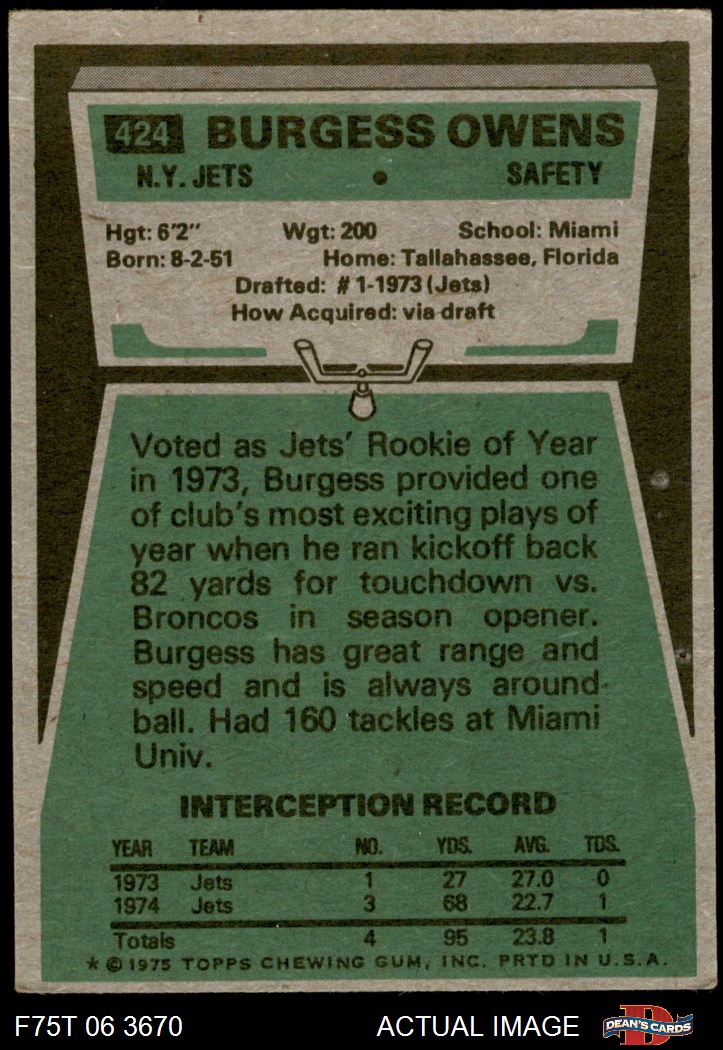 424 BURGESS OWENS
N.Y. JETS • SAFETY
Hgt: 6'2" Wgt: 200 School: Miami
Born: 8-2-51 Home: Tallahassee, Florida
Drafted: #1-1973 (Jets)
How Acquired: via draft
Voted as Jets' Rookie of Year
in 1973, Burgess provided one
of club's most exciting plays of
year when he ran kickoff back
82 yards for touchdown vs.
Broncos in season opener.
Burgess has great range and
speed and is always around
ball. Had 160 tackles at Miami
Univ.
INTERCEPTION RECORD
YEAR TEAM NO. YDS. AVG. TDS.
1973 Jets 1 27 27.0 0
1974 Jets 3 68 22.7 1
Totals 4 95 23.8 1
* © 1975 TOPPS CHEWING GUM, INC. PRTD IN U.S.A.
F75T 06 3670 ACTUAL IMAGE D DEAN'S CARDS